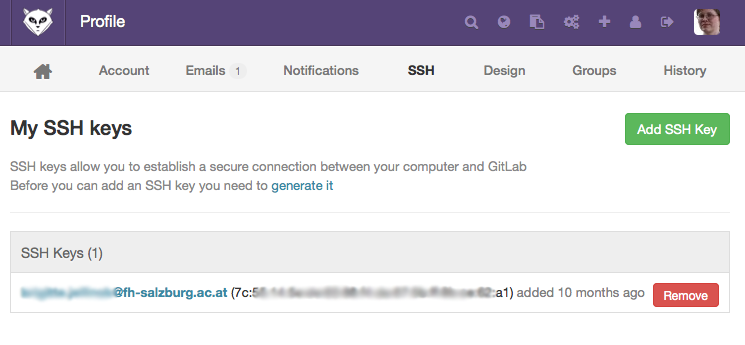 Profile
Account
Emails 1
Notifications
SSH
Design
Groups
History
My SSH keys
Add SSH Key
SSH keys allow you to establish a secure connection between your computer and GitLab
Before you can add an SSH key you need to generate it
SSH Keys (1)
@fh-salzburg.ac.at (7c: :a1) added 10 months ago
Remove